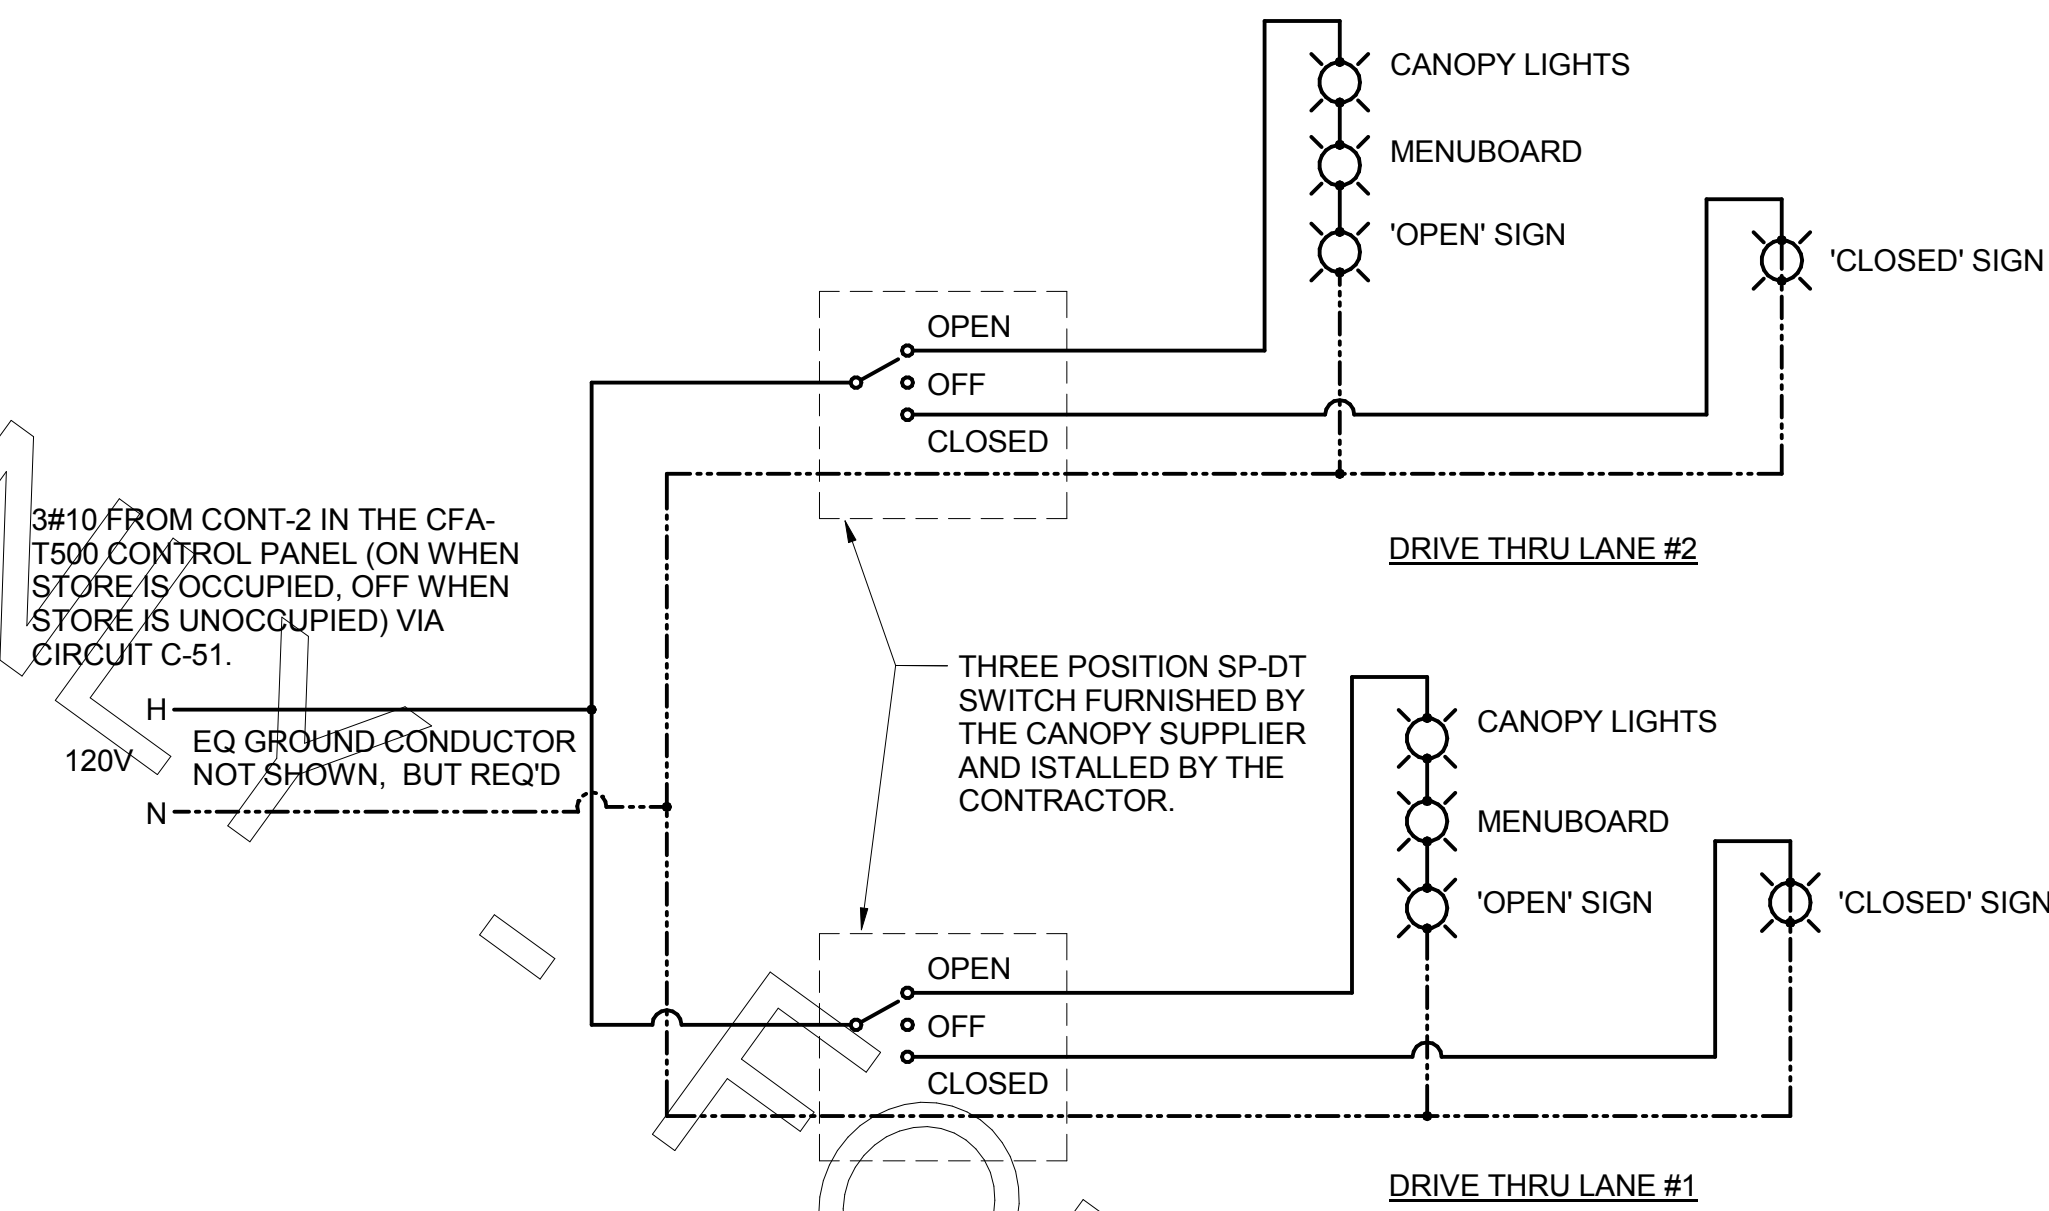 CANOPY LIGHTS
MENUBOARD
'OPEN' SIGN
'CLOSED' SIGN
OPEN
OFF
CLOSED
DRIVE THRU LANE #2
3#10 FROM CONT-2 IN THE CFA-
T500 CONTROL PANEL (ON WHEN
STORE IS OCCUPIED, OFF WHEN
STORE IS UNOCCUPIED) VIA
CIRCUIT C-51.
H
EQ GROUND CONDUCTOR
NOT SHOWN, BUT REQ'D
120V
N
THREE POSITION SP-DT
SWITCH FURNISHED BY
THE CANOPY SUPPLIER
AND ISTALLED BY THE
CONTRACTOR.
CANOPY LIGHTS
MENUBOARD
'OPEN' SIGN
'CLOSED' SIGN
OPEN
OFF
CLOSED
DRIVE THRU LANE #1